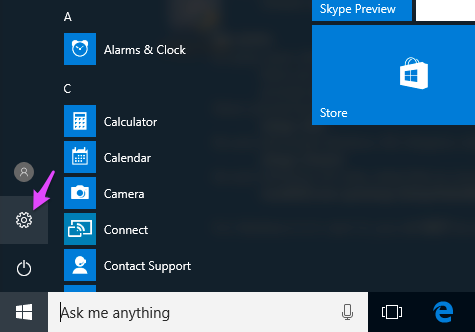 Skype Preview
A
Alarms & Clock
Store
C
Calculator
Calendar
Camera
Connect
Contact Support
Ask me anything